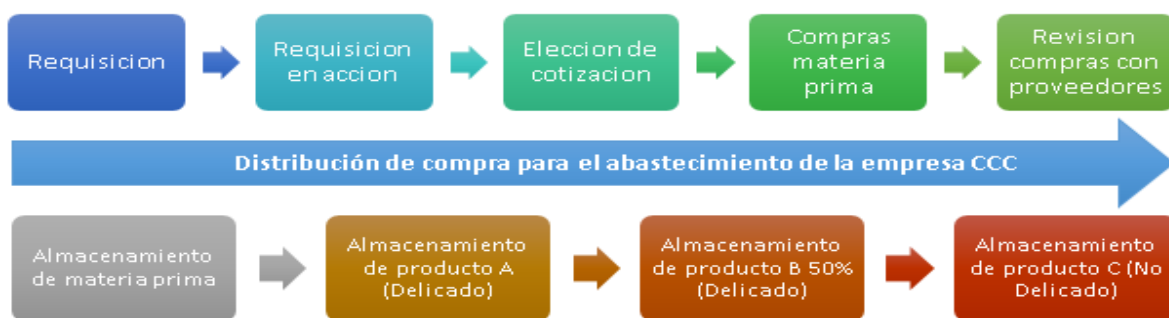 Requisicion
Requisicion
en accion
Eleccion de
cotizacion
Compras
materia
prima
Revision
compras con
proveedores
Distribución de compra para el abastecimiento de la empresa CCC
Almacenamiento
de materia prima
Almacenamiento
de producto A
(Delicado)
Almacenamiento
de producto B 50%
(Delicado)
Almacenamiento
de producto C (No
Delicado)